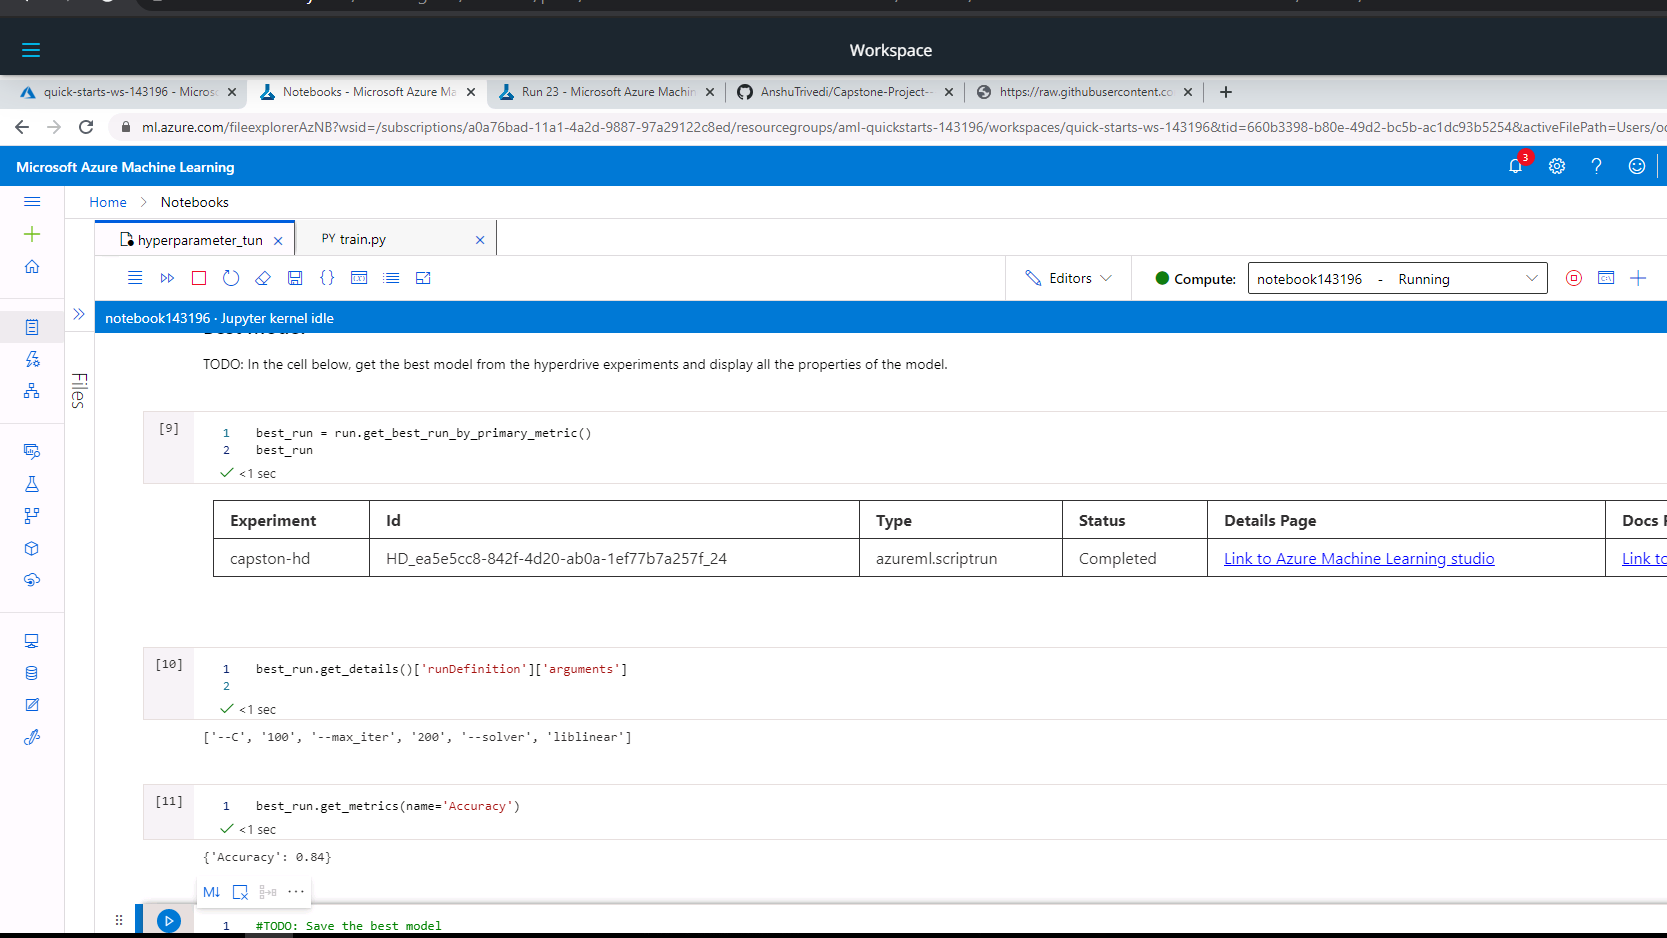 Workspace
quick-starts-ws-143196 - Micros
Notebooks - Microsoft Azure Ma
Run 23 - Microsoft Azure Machin
AnshuTrivedi/Capstone-Project--
https://raw.githubusercontent.co
ml.azure.com/fileexplorerAzNB?wsid=/subscriptions/a0a76bad-11a1-4a2d-9887-97a29122c8ed/resourcegroups/aml-quickstarts-143196/workspaces/quick-starts-ws-143196&tid=660b3398-b80e-49d2-bc5b-ac1dc93b5254&activeFilePath=Users/od
Microsoft Azure Machine Learning
3
Home > Notebooks
hyperparameter_tun
PY train.py
Editors
Compute: notebook143196 - Running
notebook143196 · Jupyter kernel idle
Files
TODO: In the cell below, get the best model from the hyperdrive experiments and display all the properties of the model.
[9]
1 best_run = run.get_best_run_by_primary_metric()
2 best_run
<1 sec
Experiment Id Type Status Details Page Docs P
capston-hd HD_ea5e5cc8-842f-4d20-ab0a-1ef77b7a257f_24 azureml.scriptrun Completed Link to Azure Machine Learning studio Link to
[10]
1 best_run.get_details()['runDefinition']['arguments']
2
<1 sec
['--C', '100', '--max_iter', '200', '--solver', 'liblinear']
[11]
1 best_run.get_metrics(name='Accuracy')
<1 sec
{'Accuracy': 0.84}
M↓
1 #TODO: Save the best model